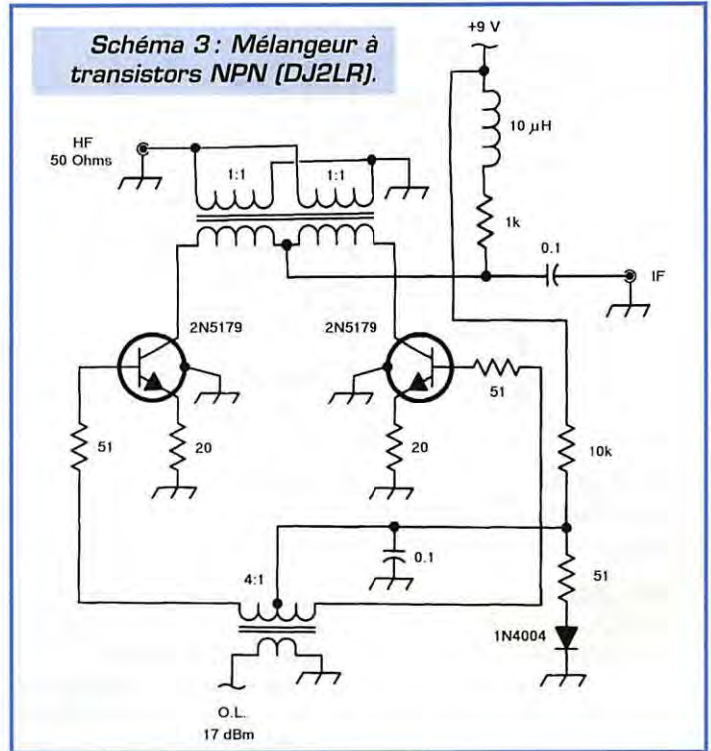 Schéma 3 : Mélangeur à
transistors NPN (DJ2LR).
+9 V
10 µH
HF
50 Ohms
1:1
1:1
1k
0.1
IF
2N5179
2N5179
51
51
20
20
10k
0.1
4:1
51
1N4004
O.L.
17 dBm